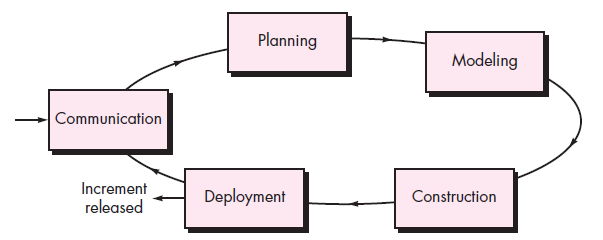 Planning
Modeling
Communication
Increment
released
Deployment
Construction